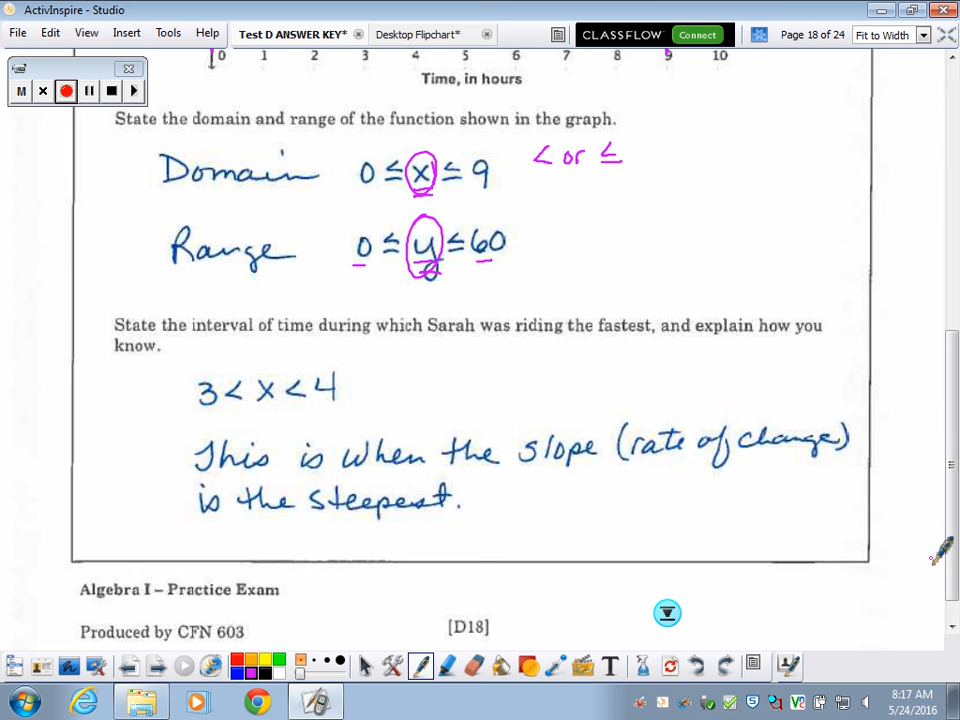 ActivInspire - Studio
File Edit View Insert Tools Help Test D ANSWER KEY* Desktop Flipchart* CLASSFLOW Connect Page 18 of 24 Fit to Width
0 1 2 3 4 5 6 7 8 9 10
M
Time, in hours
State the domain and range of the function shown in the graph.
Domain 0 ≤ x ≤ 9 < or ≤
Range 0 ≤ y ≤ 60
State the interval of time during which Sarah was riding the fastest, and explain how you
know.
3 < x < 4
This is when the slope (rate of change)
is the steepest.
Algebra I – Practice Exam
Produced by CFN 603 [D18]
8:17 AM
5/24/2016